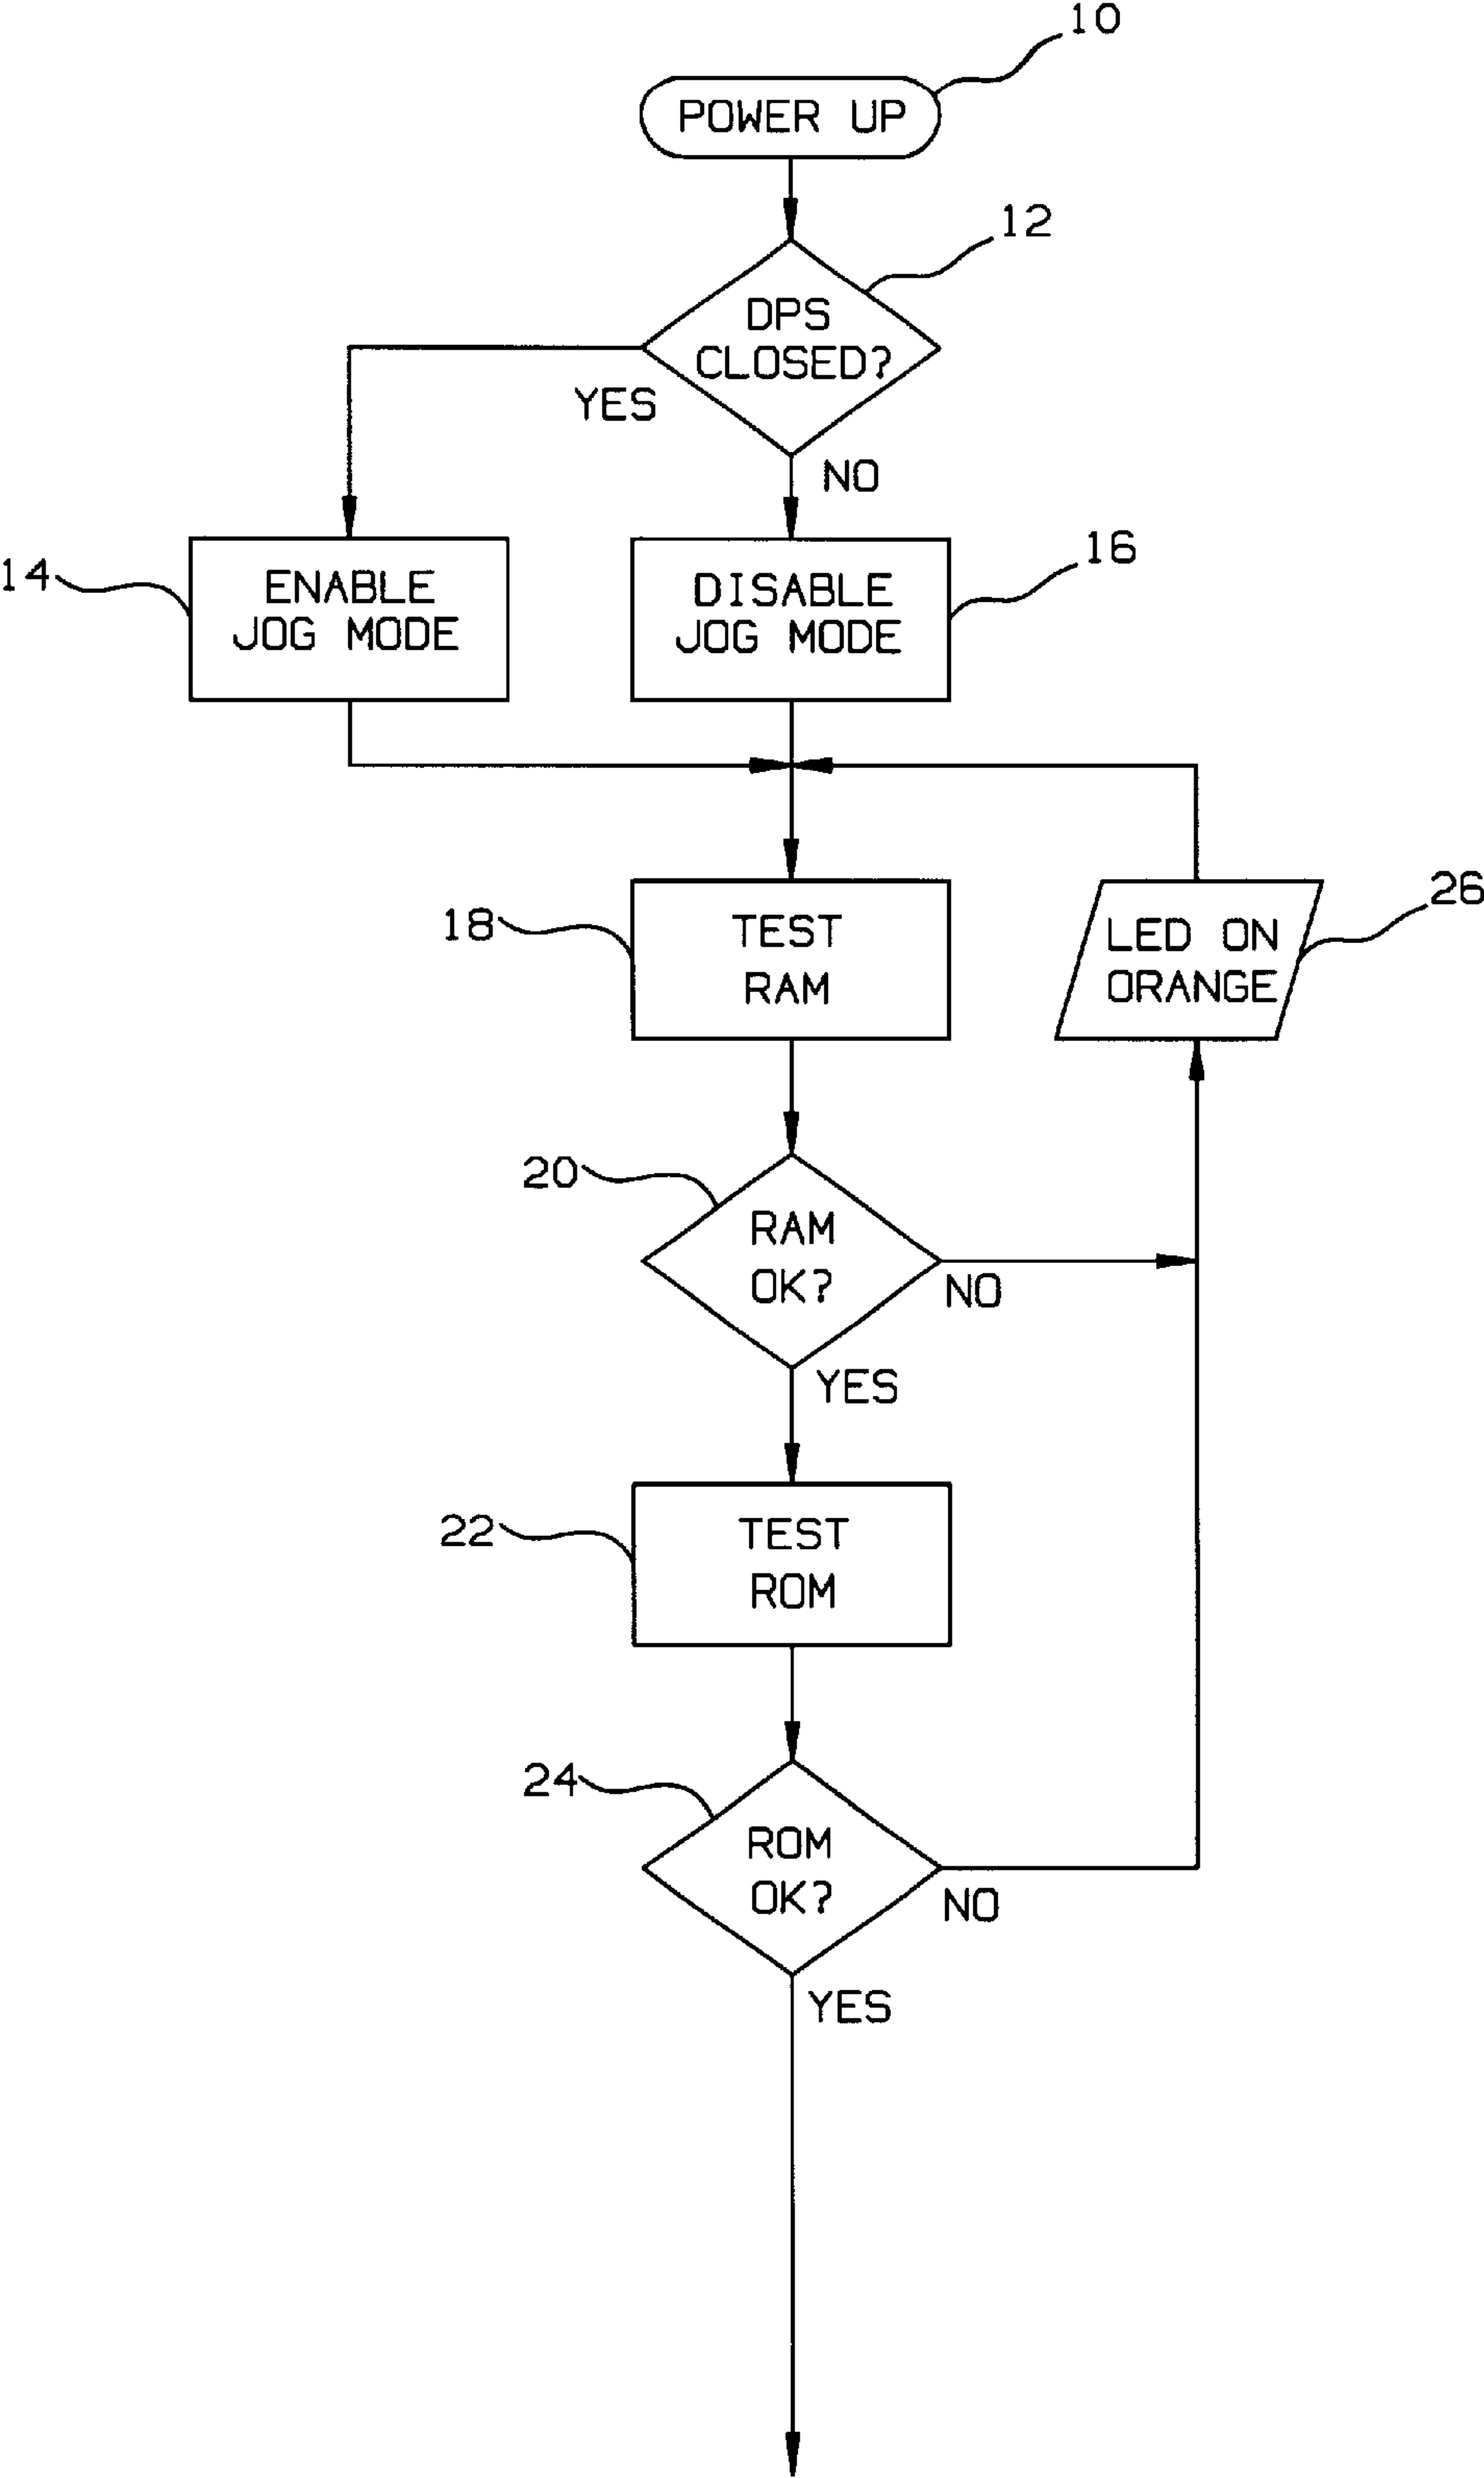 10
POWER UP
12
DPS
CLOSED?
YES
NO
14
ENABLE
JOG MODE
16
DISABLE
JOG MODE
18
TEST
RAM
26
LED ON
ORANGE
20
RAM
OK?
NO
YES
22
TEST
ROM
24
ROM
OK?
NO
YES